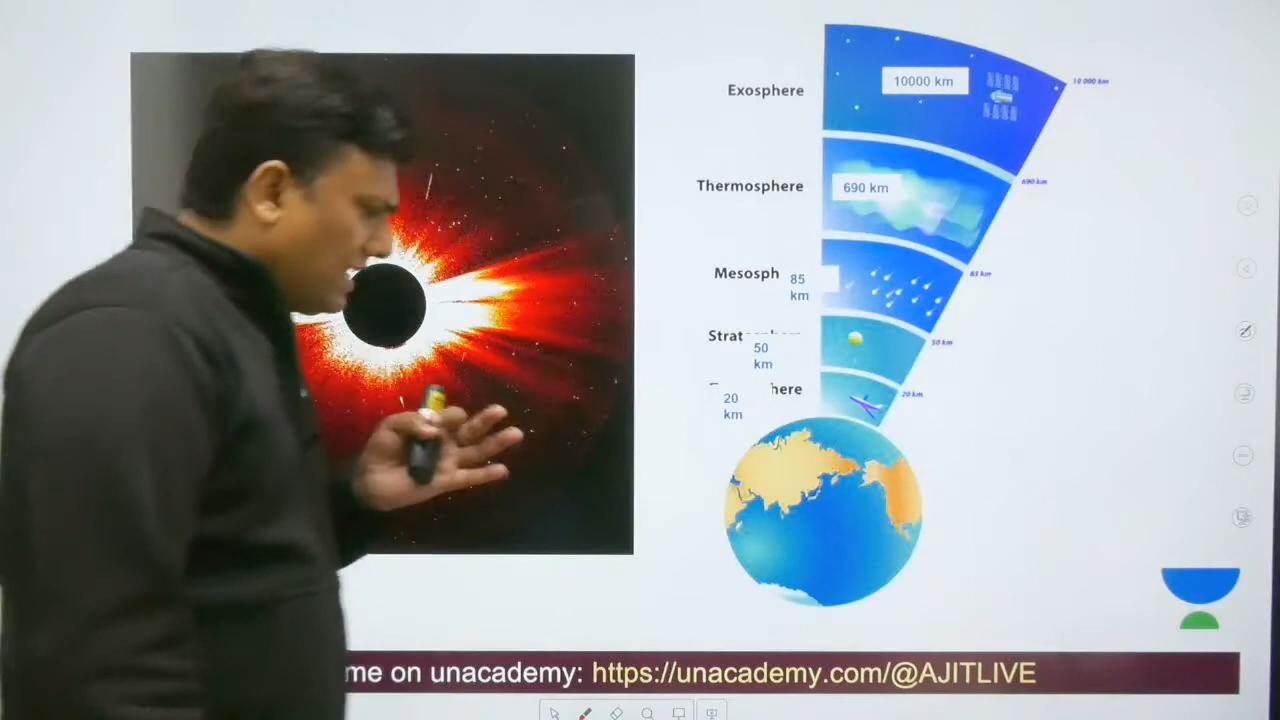 Exosphere
10000 km
10 000 km
Thermosphere
690 km
690 km
Mesosph
85
km
85 km
Strat
50
km
50 km
here
20
km
20 km
me on unacademy: https://unacademy.com/@AJITLIVE